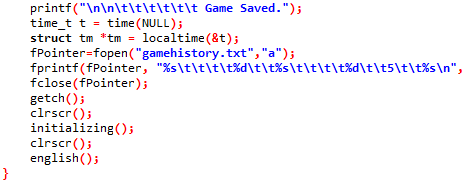 printf("\n\n\t\t\t\t\t\t Game Saved.");
time_t t = time(NULL);
struct tm *tm = localtime(&t);
fPointer=fopen("gamehistory.txt","a");
fprintf(fPointer, "%s\t\t\t\t%d\t\t%s\t\t\t\t%d\t\t5\t\t%s\n",
fclose(fPointer);
getch();
clrscr();
initializing();
clrscr();
english();
}